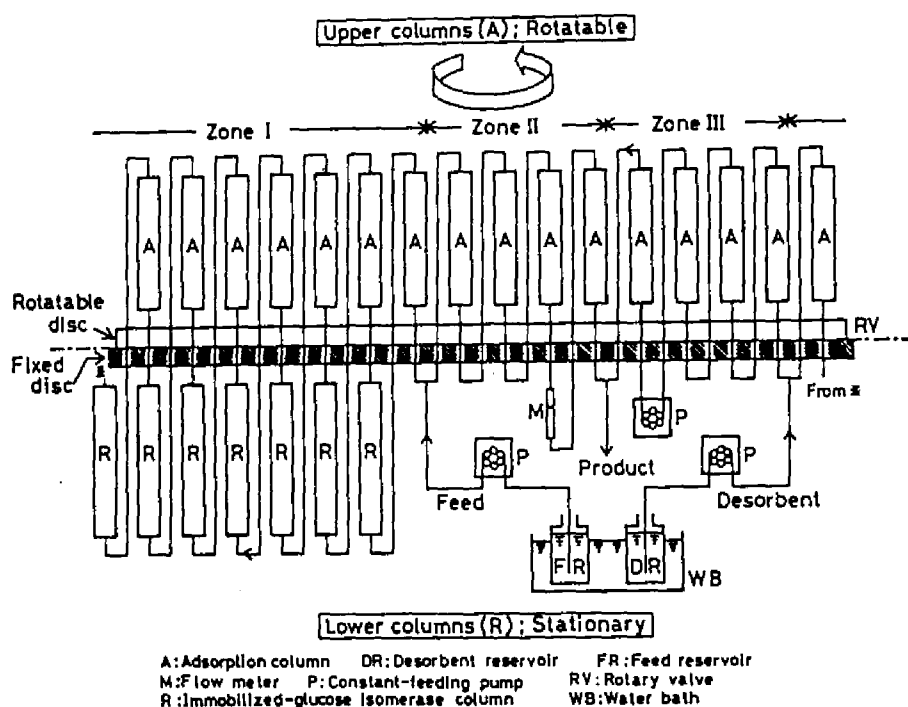 Upper columns (A); Rotatable
Zone I Zone II Zone III
A A A A A A A A A A A A A A A A
Rotatable disc
RV
Fixed disc
From
M P
R R R R R R R P Product P
Feed Desorbent
FR DR
WB
Lower columns (R); Stationary
A: Adsorption column DR: Desorbent reservoir FR: Feed reservoir
M: Flow meter P: Constant-feeding pump RV: Rotary valve
R: Immobilized-glucose isomerase column WB: Water bath